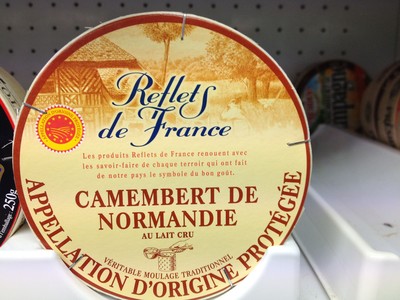 Reflets
de France
Les produits Reflets de France renouent avec
les savoir-faire de chaque terroir qui ont fait
de notre pays le symbole du bon goût.
CAMEMBERT DE
NORMANDIE
AU LAIT CRU
VÉRITABLE MOULAGE TRADITIONNEL
APPELLATION D'ORIGINE PROTÉGÉE
250g